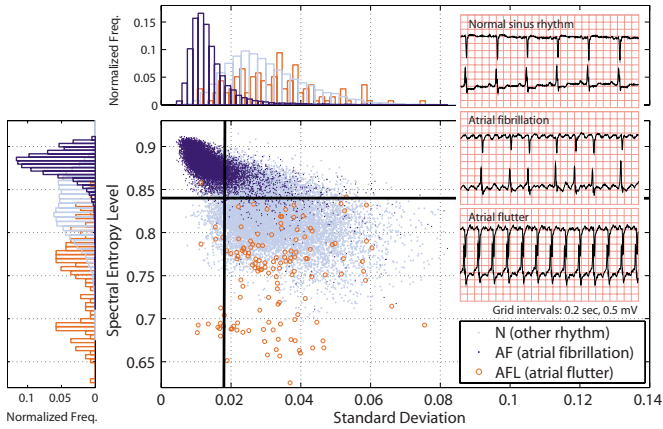 Normalized Freq.
0.15
0.1
0.05
0
Normal sinus rhythm
Atrial fibrillation
Atrial flutter
Grid intervals: 0.2 sec, 0.5 mV
N (other rhythm)
AF (atrial fibrillation)
AFL (atrial flutter)
Spectral Entropy Level
0.9
0.85
0.8
0.75
0.7
0.65
0.1
0.05
0
Normalized Freq.
0
0.02
0.04
0.06
0.08
0.1
0.12
0.14
Standard Deviation